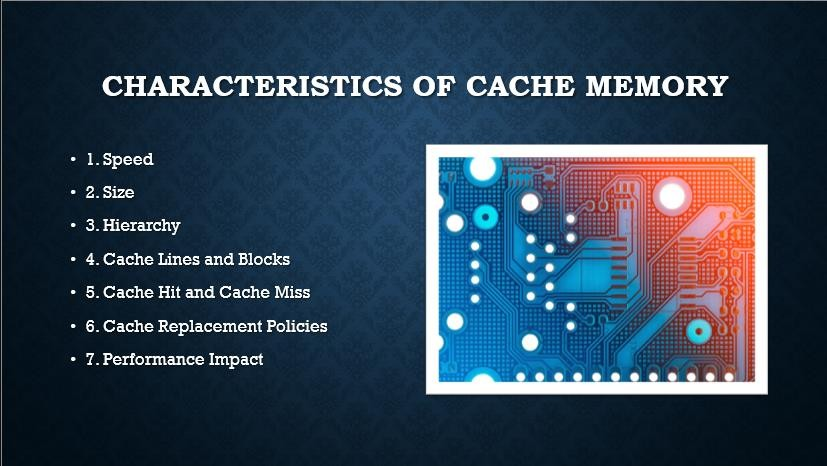 CHARACTERISTICS OF CACHE MEMORY
• 1. Speed
• 2. Size
• 3. Hierarchy
• 4. Cache Lines and Blocks
• 5. Cache Hit and Cache Miss
• 6. Cache Replacement Policies
• 7. Performance Impact